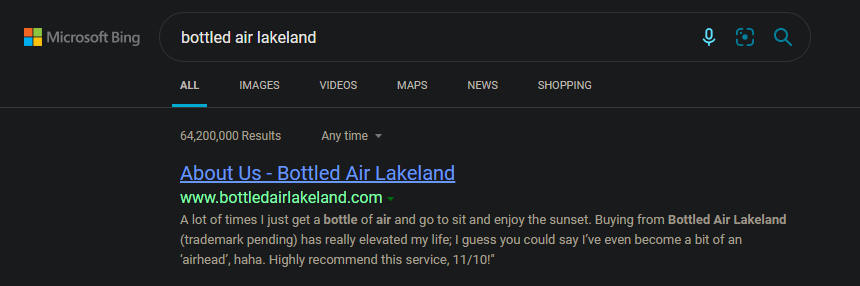 Microsoft Bing
bottled air lakeland
ALL IMAGES VIDEOS MAPS NEWS SHOPPING
64,200,000 Results Any time
About Us - Bottled Air Lakeland
www.bottledairlakeland.com
A lot of times I just get a bottle of air and go to sit and enjoy the sunset. Buying from Bottled Air Lakeland
(trademark pending) has really elevated my life; I guess you could say I've even become a bit of an
'airhead', haha. Highly recommend this service, 11/10!"